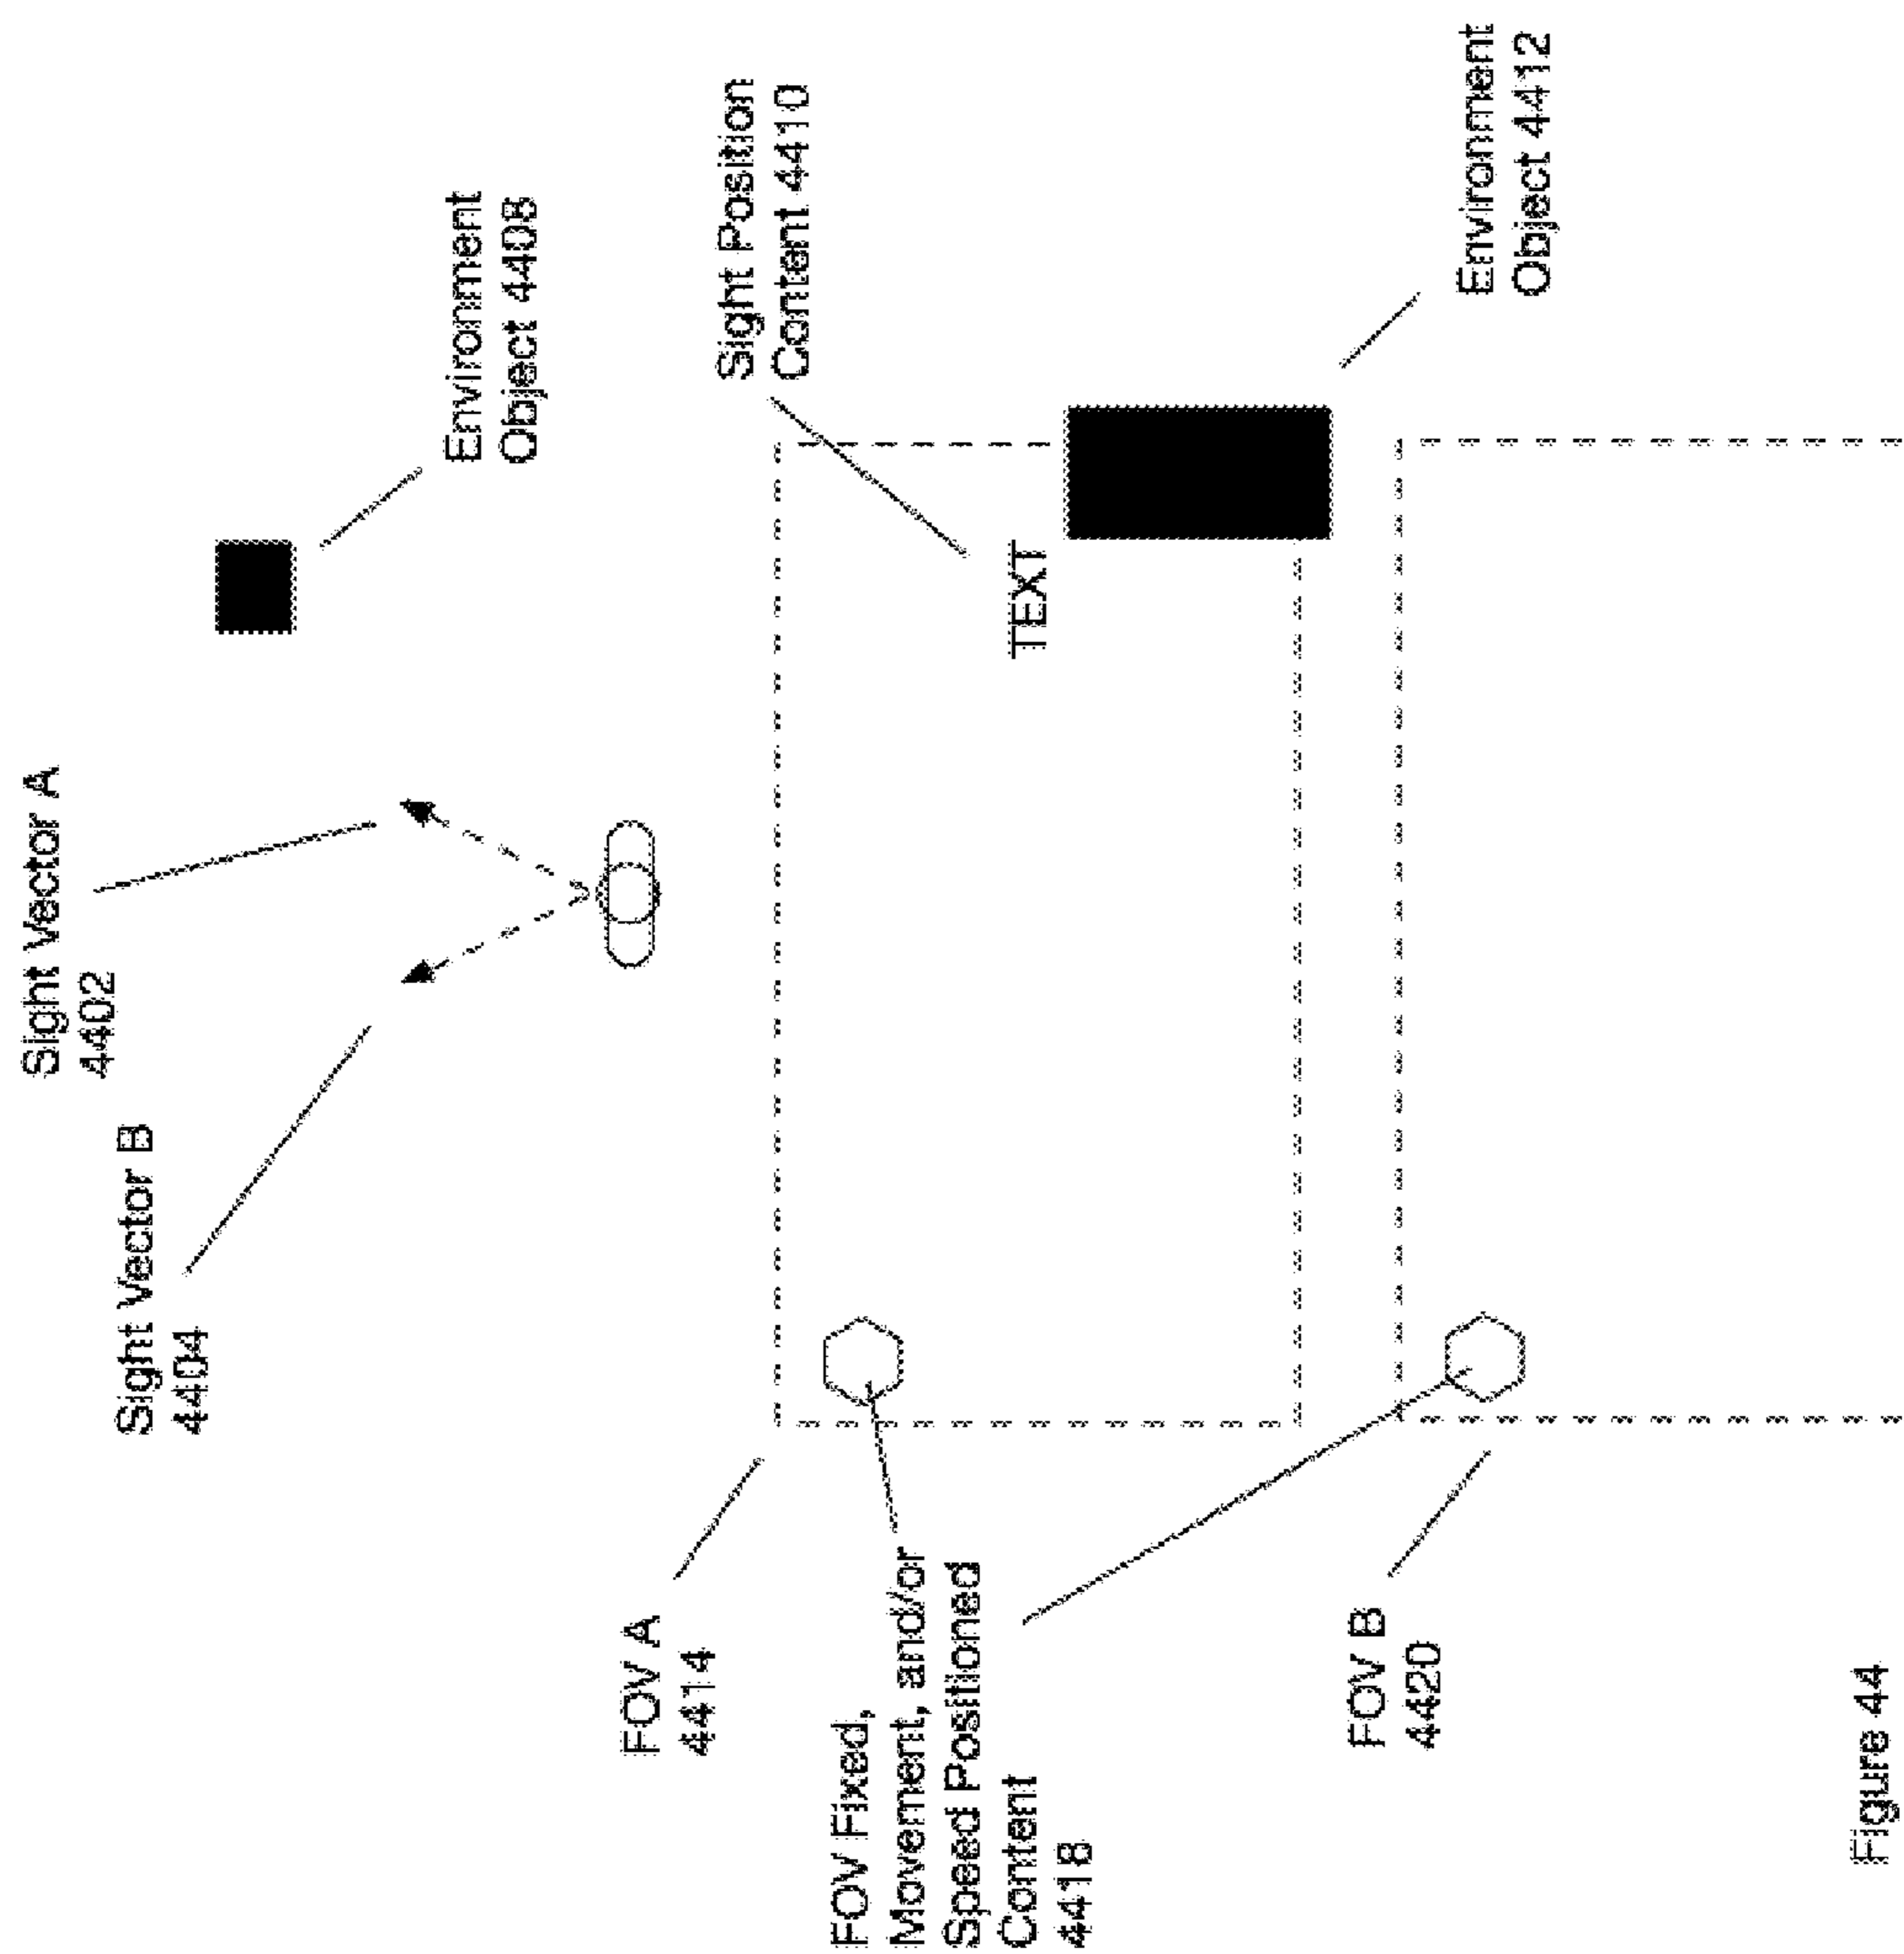 Sight Vector A
4402
Sight Vector B
4404
Environment
Object 4408
FOV A
4414
Sight Position
Content 4410
TEXT
FOV Fixed,
Movement, and/or
Speed Positioned
Content
4418
Environment
Object 4412
FOV B
4420
Figure 44